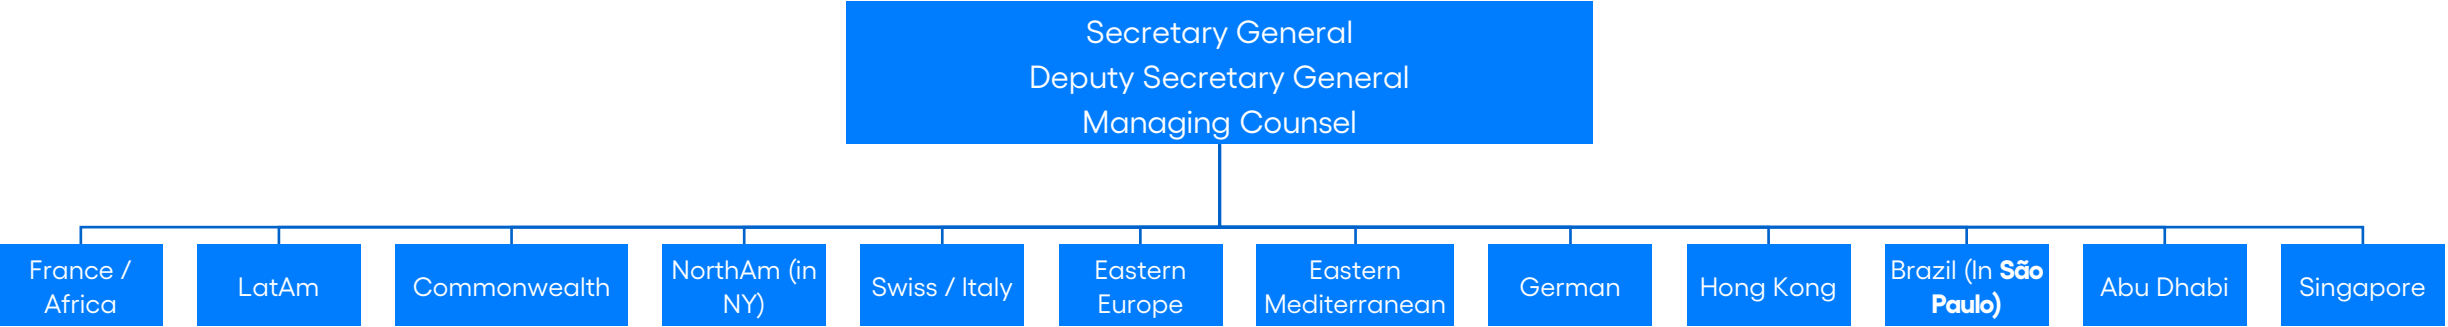 Secretary General
Deputy Secretary General
Managing Counsel
France /
Africa
LatAm
Commonwealth
NorthAm (in
NY)
Swiss / Italy
Eastern
Europe
Eastern
Mediterranean
German
Hong Kong
Brazil (In São
Paulo)
Abu Dhabi
Singapore